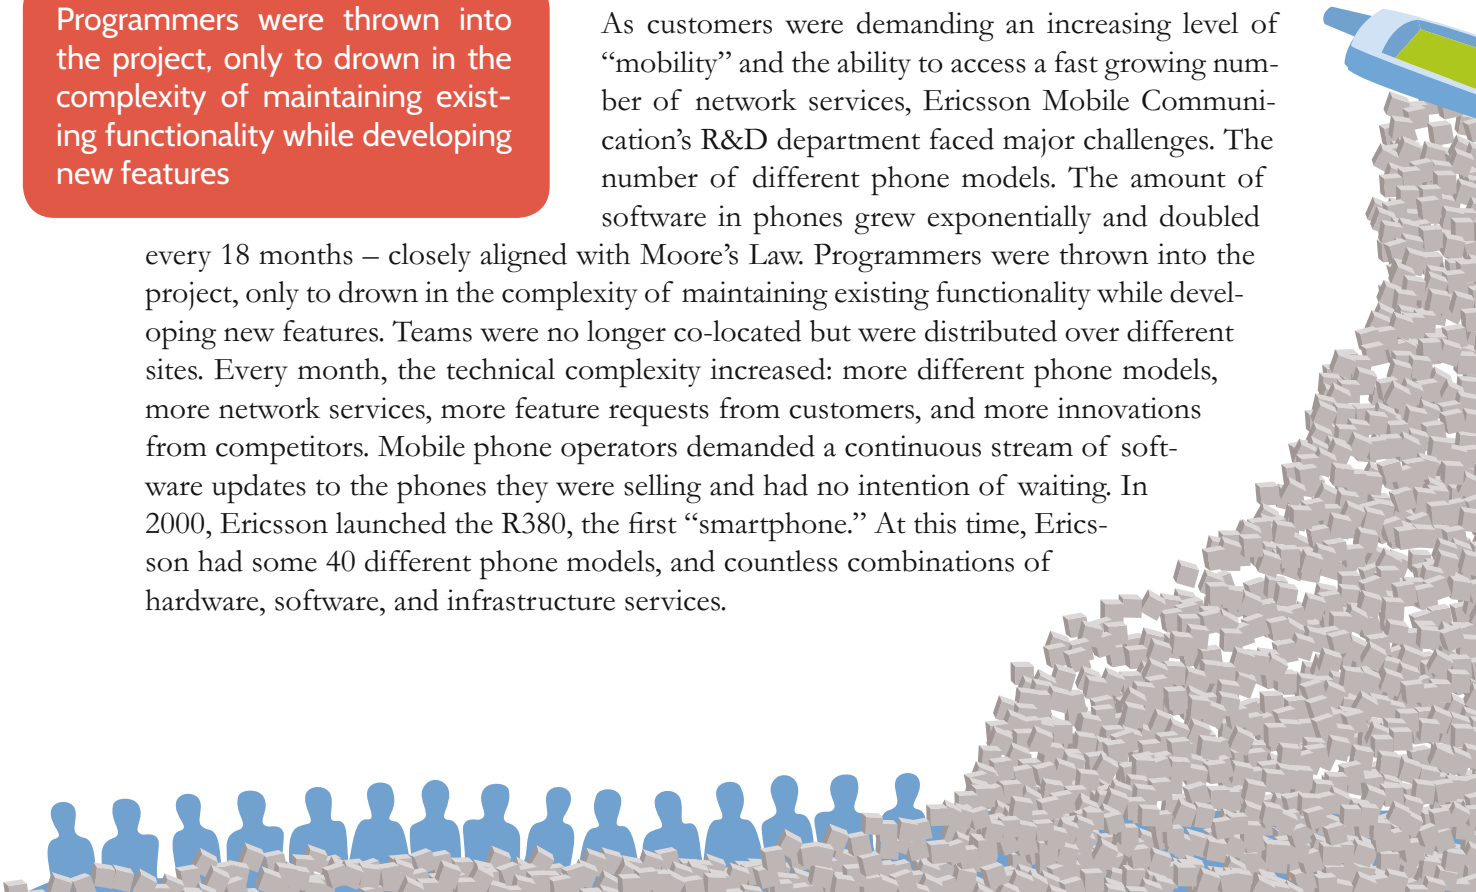 Programmers were thrown into
the project, only to drown in the
complexity of maintaining exist-
ing functionality while developing
new features
As customers were demanding an increasing level of
“mobility” and the ability to access a fast growing num-
ber of network services, Ericsson Mobile Communi-
cation’s R&D department faced major challenges. The
number of different phone models. The amount of
software in phones grew exponentially and doubled
every 18 months – closely aligned with Moore’s Law. Programmers were thrown into the
project, only to drown in the complexity of maintaining existing functionality while devel-
oping new features. Teams were no longer co-located but were distributed over different
sites. Every month, the technical complexity increased: more different phone models,
more network services, more feature requests from customers, and more innovations
from competitors. Mobile phone operators demanded a continuous stream of soft-
ware updates to the phones they were selling and had no intention of waiting. In
2000, Ericsson launched the R380, the first “smartphone.” At this time, Erics-
son had some 40 different phone models, and countless combinations of
hardware, software, and infrastructure services.